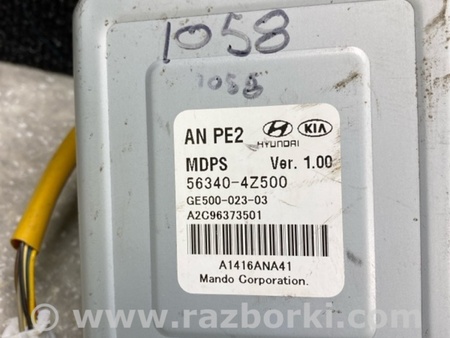 1058
1058
AN PE2 HYUNDAI KIA
MDPS Ver. 1.00
56340-4Z500
GE500-023-03
A2C96373501
A1416ANA41
Mando Corporation.
www.razborki.com